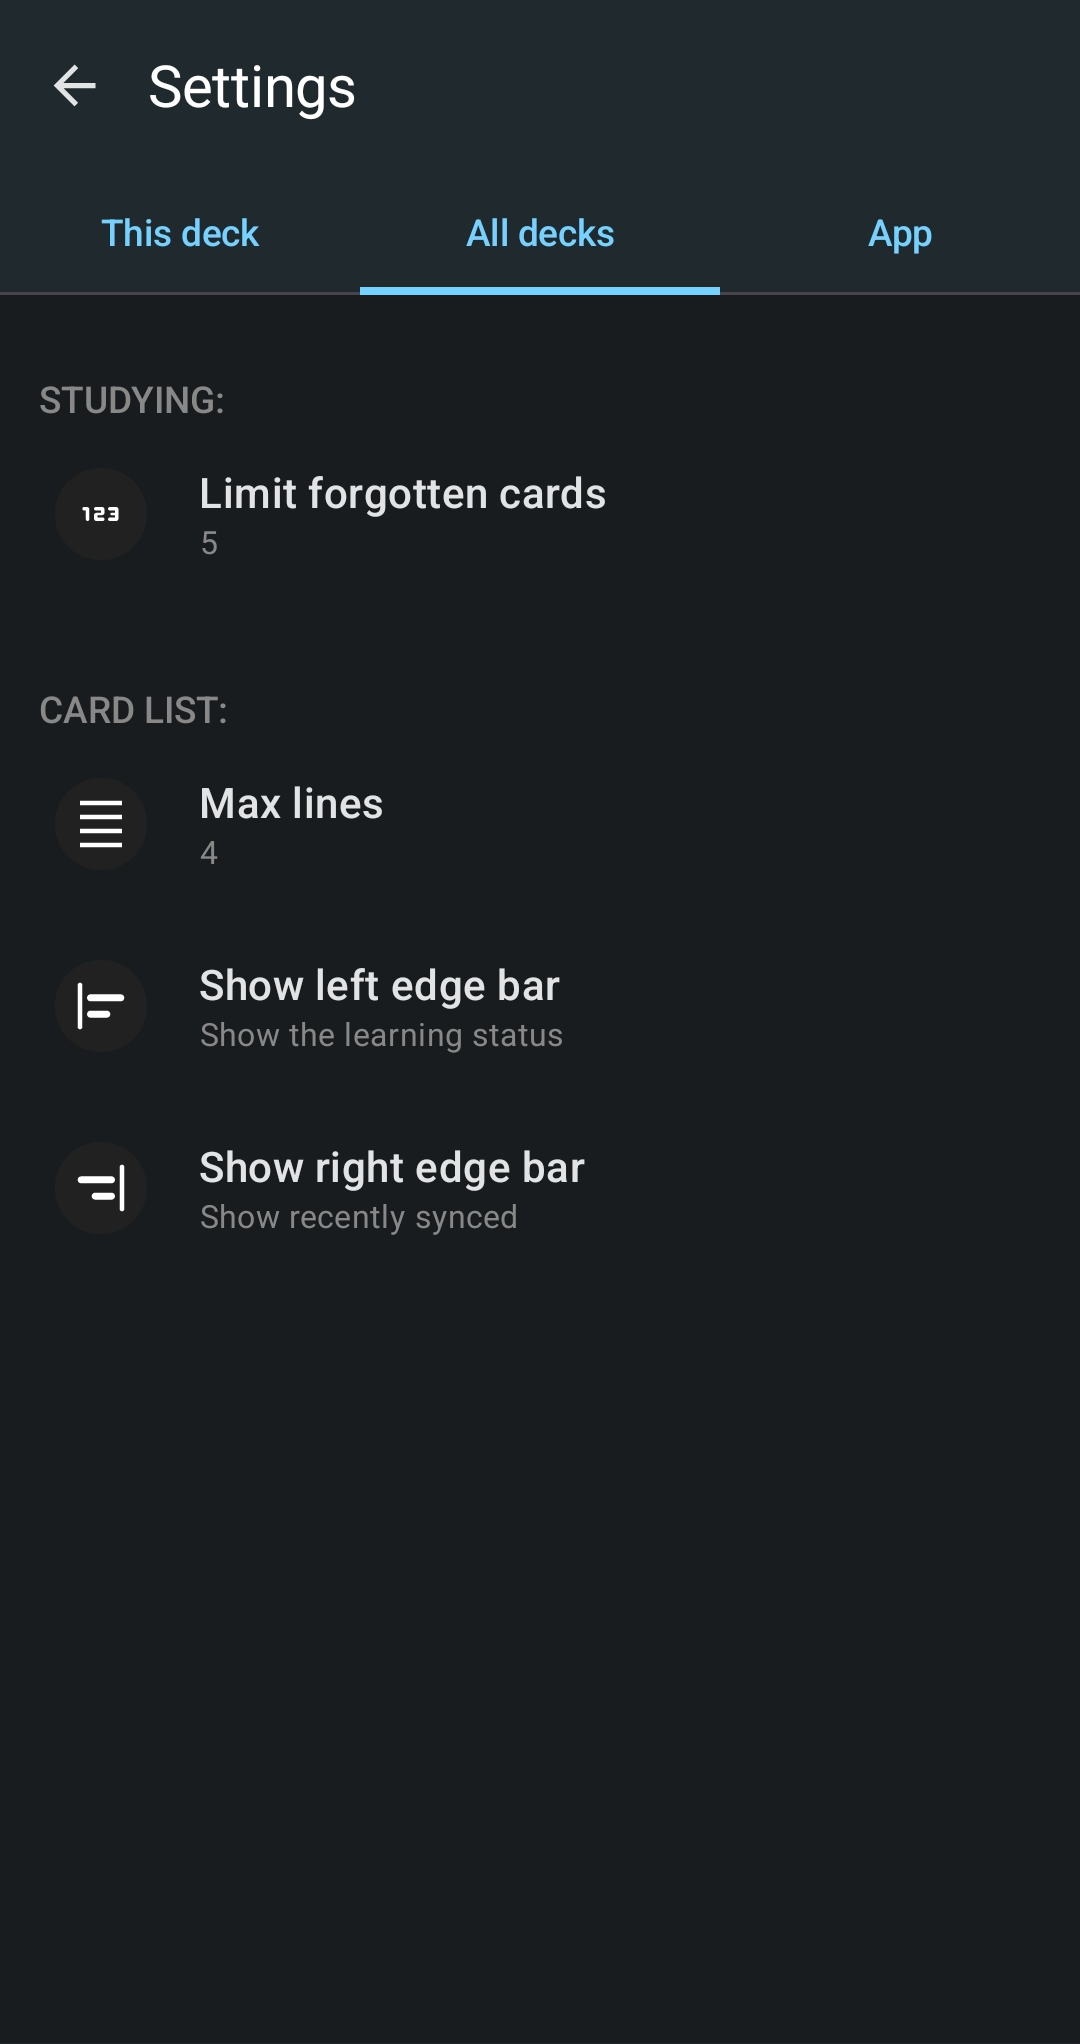 Settings
This deck
All decks
App
STUDYING:
123
Limit forgotten cards
5
CARD LIST:
Max lines
4
Show left edge bar
Show the learning status
Show right edge bar
Show recently synced